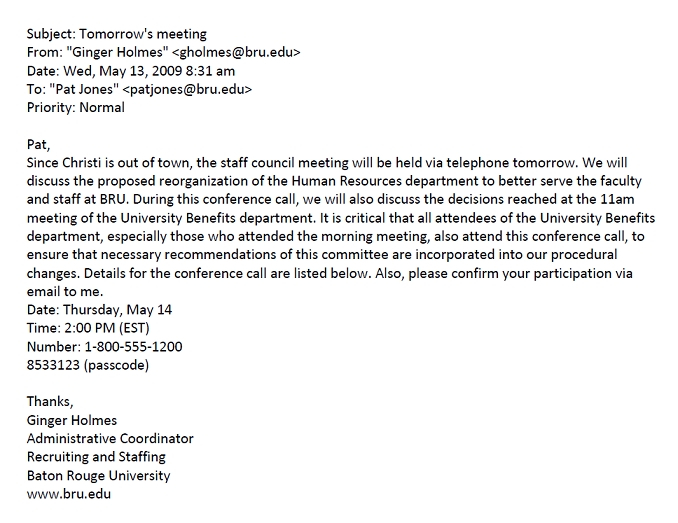 Subject: Tomorrow's meeting
From: "Ginger Holmes" <gholmes@bru.edu>
Date: Wed, May 13, 2009 8:31 am
To: "Pat Jones" <patjones@bru.edu>
Priority: Normal
Pat,
Since Christi is out of town, the staff council meeting will be held via telephone tomorrow. We will
discuss the proposed reorganization of the Human Resources department to better serve the faculty
and staff at BRU. During this conference call, we will also discuss the decisions reached at the 11am
meeting of the University Benefits department. It is critical that all attendees of the University Benefits
department, especially those who attended the morning meeting, also attend this conference call, to
ensure that necessary recommendations of this committee are incorporated into our procedural
changes. Details for the conference call are listed below. Also, please confirm your participation via
email to me.
Date: Thursday, May 14
Time: 2:00 PM (EST)
Number: 1-800-555-1200
8533123 (passcode)
Thanks,
Ginger Holmes
Administrative Coordinator
Recruiting and Staffing
Baton Rouge University
www.bru.edu